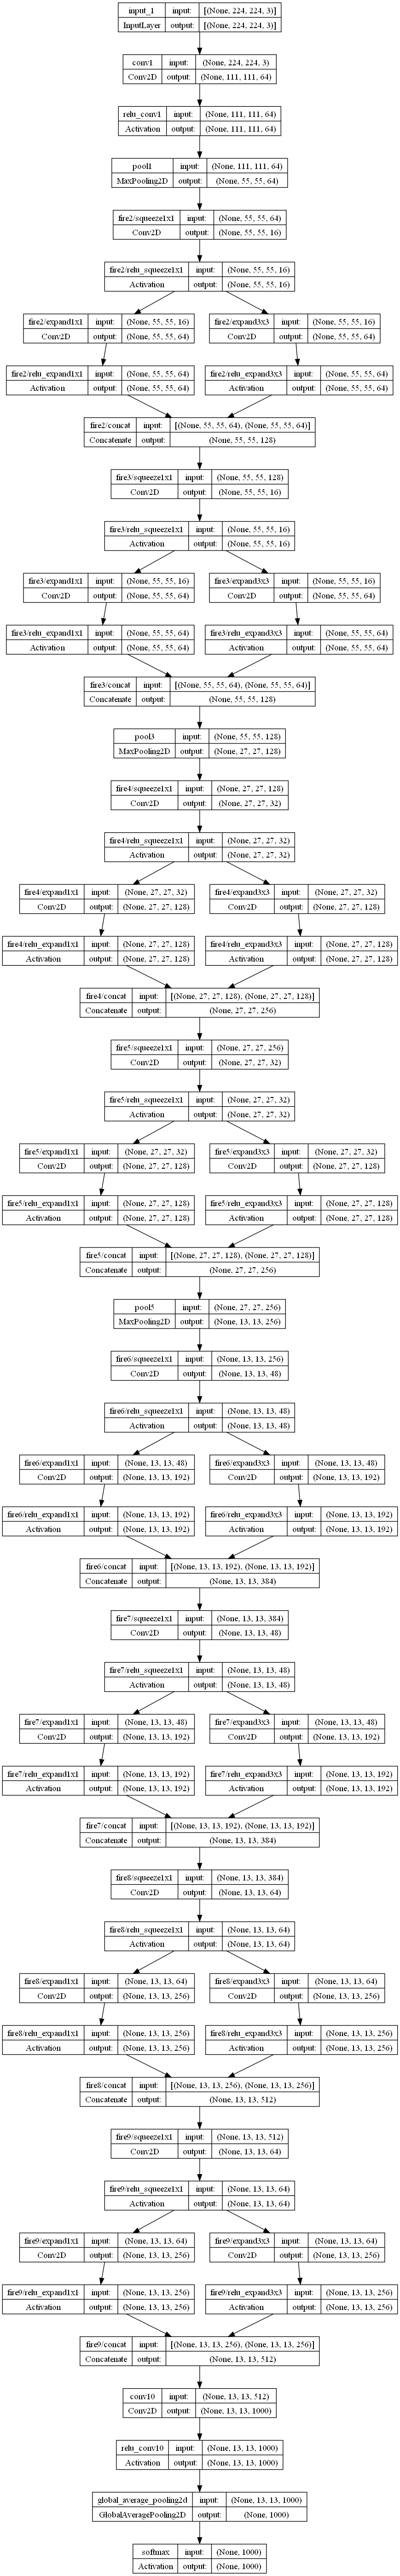 input_1 input: [(None, 224, 224, 3)]
InputLayer output: [(None, 224, 224, 3)]
conv1 input: (None, 224, 224, 3)
Conv2D output: (None, 111, 111, 64)
relu_conv1 input: (None, 111, 111, 64)
Activation output: (None, 111, 111, 64)
pool1 input: (None, 111, 111, 64)
MaxPooling2D output: (None, 55, 55, 64)
fire2/squeeze1x1 input: (None, 55, 55, 64)
Conv2D output: (None, 55, 55, 16)
fire2/relu_squeeze1x1 input: (None, 55, 55, 16)
Activation output: (None, 55, 55, 16)
fire2/expand1x1 input: (None, 55, 55, 16)
Conv2D output: (None, 55, 55, 64)
fire2/expand3x3 input: (None, 55, 55, 16)
Conv2D output: (None, 55, 55, 64)
fire2/relu_expand1x1 input: (None, 55, 55, 64)
Activation output: (None, 55, 55, 64)
fire2/relu_expand3x3 input: (None, 55, 55, 64)
Activation output: (None, 55, 55, 64)
fire2/concat input: [(None, 55, 55, 64), (None, 55, 55, 64)]
Concatenate output: (None, 55, 55, 128)
fire3/squeeze1x1 input: (None, 55, 55, 128)
Conv2D output: (None, 55, 55, 16)
fire3/relu_squeeze1x1 input: (None, 55, 55, 16)
Activation output: (None, 55, 55, 16)
fire3/expand1x1 input: (None, 55, 55, 16)
Conv2D output: (None, 55, 55, 64)
fire3/expand3x3 input: (None, 55, 55, 16)
Conv2D output: (None, 55, 55, 64)
fire3/relu_expand1x1 input: (None, 55, 55, 64)
Activation output: (None, 55, 55, 64)
fire3/relu_expand3x3 input: (None, 55, 55, 64)
Activation output: (None, 55, 55, 64)
fire3/concat input: [(None, 55, 55, 64), (None, 55, 55, 64)]
Concatenate output: (None, 55, 55, 128)
pool3 input: (None, 55, 55, 128)
MaxPooling2D output: (None, 27, 27, 128)
fire4/squeeze1x1 input: (None, 27, 27, 128)
Conv2D output: (None, 27, 27, 32)
fire4/relu_squeeze1x1 input: (None, 27, 27, 32)
Activation output: (None, 27, 27, 32)
fire4/expand1x1 input: (None, 27, 27, 32)
Conv2D output: (None, 27, 27, 128)
fire4/expand3x3 input: (None, 27, 27, 32)
Conv2D output: (None, 27, 27, 128)
fire4/relu_expand1x1 input: (None, 27, 27, 128)
Activation output: (None, 27, 27, 128)
fire4/relu_expand3x3 input: (None, 27, 27, 128)
Activation output: (None, 27, 27, 128)
fire4/concat input: [(None, 27, 27, 128), (None, 27, 27, 128)]
Concatenate output: (None, 27, 27, 256)
fire5/squeeze1x1 input: (None, 27, 27, 256)
Conv2D output: (None, 27, 27, 32)
fire5/relu_squeeze1x1 input: (None, 27, 27, 32)
Activation output: (None, 27, 27, 32)
fire5/expand1x1 input: (None, 27, 27, 32)
Conv2D output: (None, 27, 27, 128)
fire5/expand3x3 input: (None, 27, 27, 32)
Conv2D output: (None, 27, 27, 128)
fire5/relu_expand1x1 input: (None, 27, 27, 128)
Activation output: (None, 27, 27, 128)
fire5/relu_expand3x3 input: (None, 27, 27, 128)
Activation output: (None, 27, 27, 128)
fire5/concat input: [(None, 27, 27, 128), (None, 27, 27, 128)]
Concatenate output: (None, 27, 27, 256)
pool5 input: (None, 27, 27, 256)
MaxPooling2D output: (None, 13, 13, 256)
fire6/squeeze1x1 input: (None, 13, 13, 256)
Conv2D output: (None, 13, 13, 48)
fire6/relu_squeeze1x1 input: (None, 13, 13, 48)
Activation output: (None, 13, 13, 48)
fire6/expand1x1 input: (None, 13, 13, 48)
Conv2D output: (None, 13, 13, 192)
fire6/expand3x3 input: (None, 13, 13, 48)
Conv2D output: (None, 13, 13, 192)
fire6/relu_expand1x1 input: (None, 13, 13, 192)
Activation output: (None, 13, 13, 192)
fire6/relu_expand3x3 input: (None, 13, 13, 192)
Activation output: (None, 13, 13, 192)
fire6/concat input: [(None, 13, 13, 192), (None, 13, 13, 192)]
Concatenate output: (None, 13, 13, 384)
fire7/squeeze1x1 input: (None, 13, 13, 384)
Conv2D output: (None, 13, 13, 48)
fire7/relu_squeeze1x1 input: (None, 13, 13, 48)
Activation output: (None, 13, 13, 48)
fire7/expand1x1 input: (None, 13, 13, 48)
Conv2D output: (None, 13, 13, 192)
fire7/expand3x3 input: (None, 13, 13, 48)
Conv2D output: (None, 13, 13, 192)
fire7/relu_expand1x1 input: (None, 13, 13, 192)
Activation output: (None, 13, 13, 192)
fire7/relu_expand3x3 input: (None, 13, 13, 192)
Activation output: (None, 13, 13, 192)
fire7/concat input: [(None, 13, 13, 192), (None, 13, 13, 192)]
Concatenate output: (None, 13, 13, 384)
fire8/squeeze1x1 input: (None, 13, 13, 384)
Conv2D output: (None, 13, 13, 64)
fire8/relu_squeeze1x1 input: (None, 13, 13, 64)
Activation output: (None, 13, 13, 64)
fire8/expand1x1 input: (None, 13, 13, 64)
Conv2D output: (None, 13, 13, 256)
fire8/expand3x3 input: (None, 13, 13, 64)
Conv2D output: (None, 13, 13, 256)
fire8/relu_expand1x1 input: (None, 13, 13, 256)
Activation output: (None, 13, 13, 256)
fire8/relu_expand3x3 input: (None, 13, 13, 256)
Activation output: (None, 13, 13, 256)
fire8/concat input: [(None, 13, 13, 256), (None, 13, 13, 256)]
Concatenate output: (None, 13, 13, 512)
fire9/squeeze1x1 input: (None, 13, 13, 512)
Conv2D output: (None, 13, 13, 64)
fire9/relu_squeeze1x1 input: (None, 13, 13, 64)
Activation output: (None, 13, 13, 64)
fire9/expand1x1 input: (None, 13, 13, 64)
Conv2D output: (None, 13, 13, 256)
fire9/expand3x3 input: (None, 13, 13, 64)
Conv2D output: (None, 13, 13, 256)
fire9/relu_expand1x1 input: (None, 13, 13, 256)
Activation output: (None, 13, 13, 256)
fire9/relu_expand3x3 input: (None, 13, 13, 256)
Activation output: (None, 13, 13, 256)
fire9/concat input: [(None, 13, 13, 256), (None, 13, 13, 256)]
Concatenate output: (None, 13, 13, 512)
conv10 input: (None, 13, 13, 512)
Conv2D output: (None, 13, 13, 1000)
relu_conv10 input: (None, 13, 13, 1000)
Activation output: (None, 13, 13, 1000)
global_average_pooling2d input: (None, 13, 13, 1000)
GlobalAveragePooling2D output: (None, 1000)
softmax input: (None, 1000)
Activation output: (None, 1000)